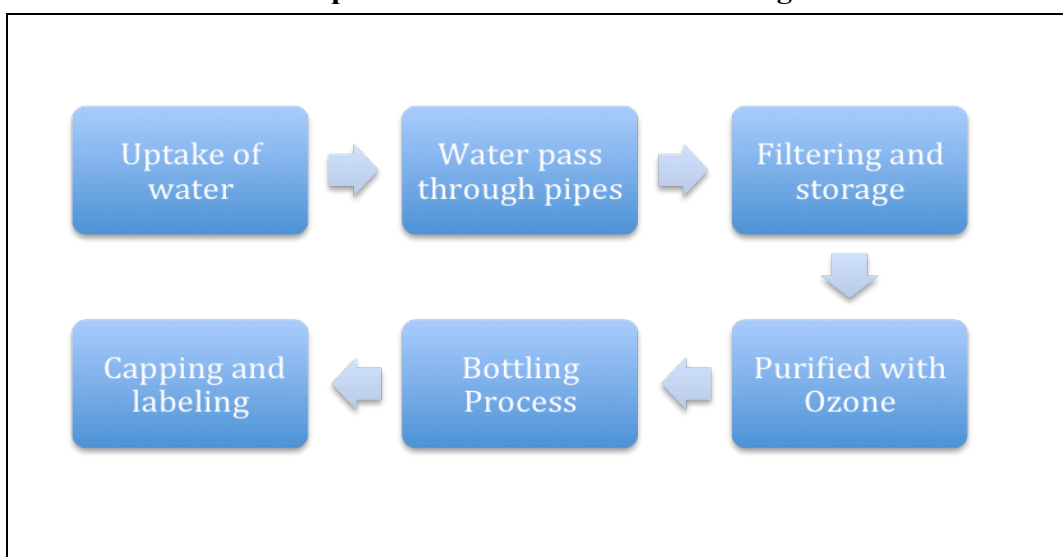 Uptake of
water
Water pass
through pipes
Filtering and
storage
Purified with
Ozone
Bottling
Process
Capping and
labeling